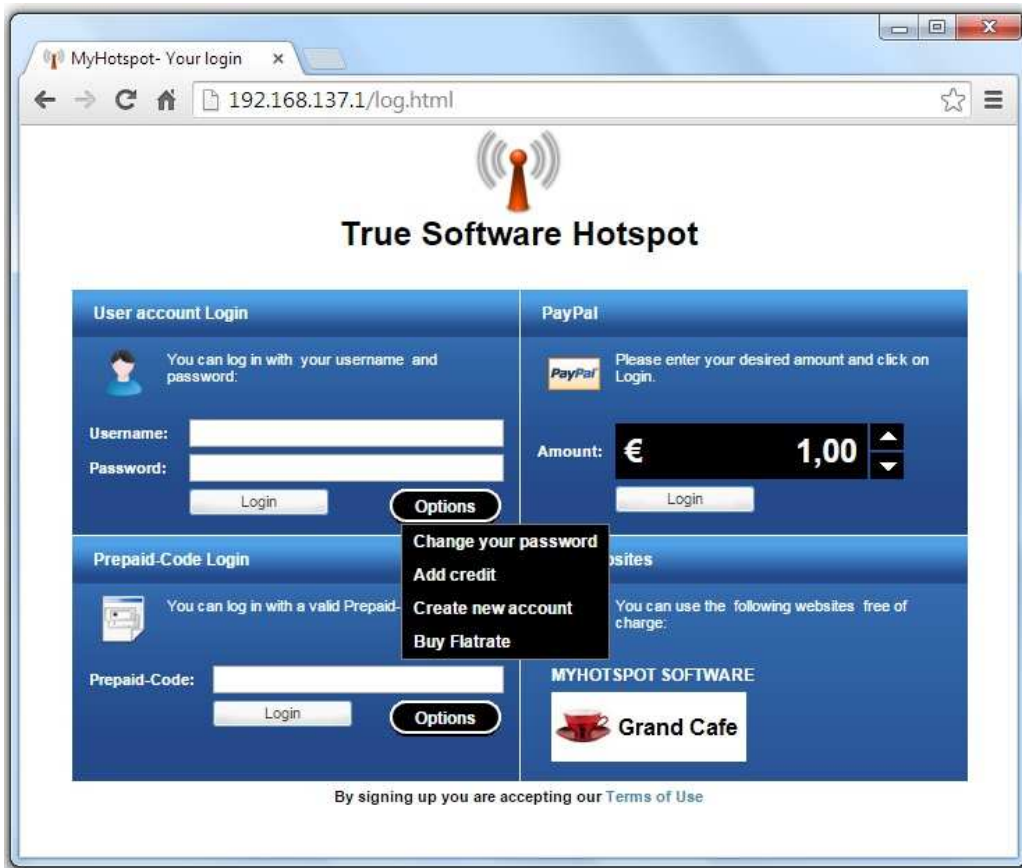 MyHotspot- Your login
192.168.137.1/log.html
True Software Hotspot
User account Login
You can log in with your username and
password:
Username:
Password:
Login
Options
Change your password
Add credit
Create new account
Buy Flatrate
PayPal
PayPal
Please enter your desired amount and click on
Login.
Amount:
€ 1,00
Login
Prepaid-Code Login
You can log in with a valid Prepaid-
Prepaid-Code:
Login
Options
You can use the following websites free of
charge:
MYHOTSPOT SOFTWARE
Grand Cafe
By signing up you are accepting our Terms of Use